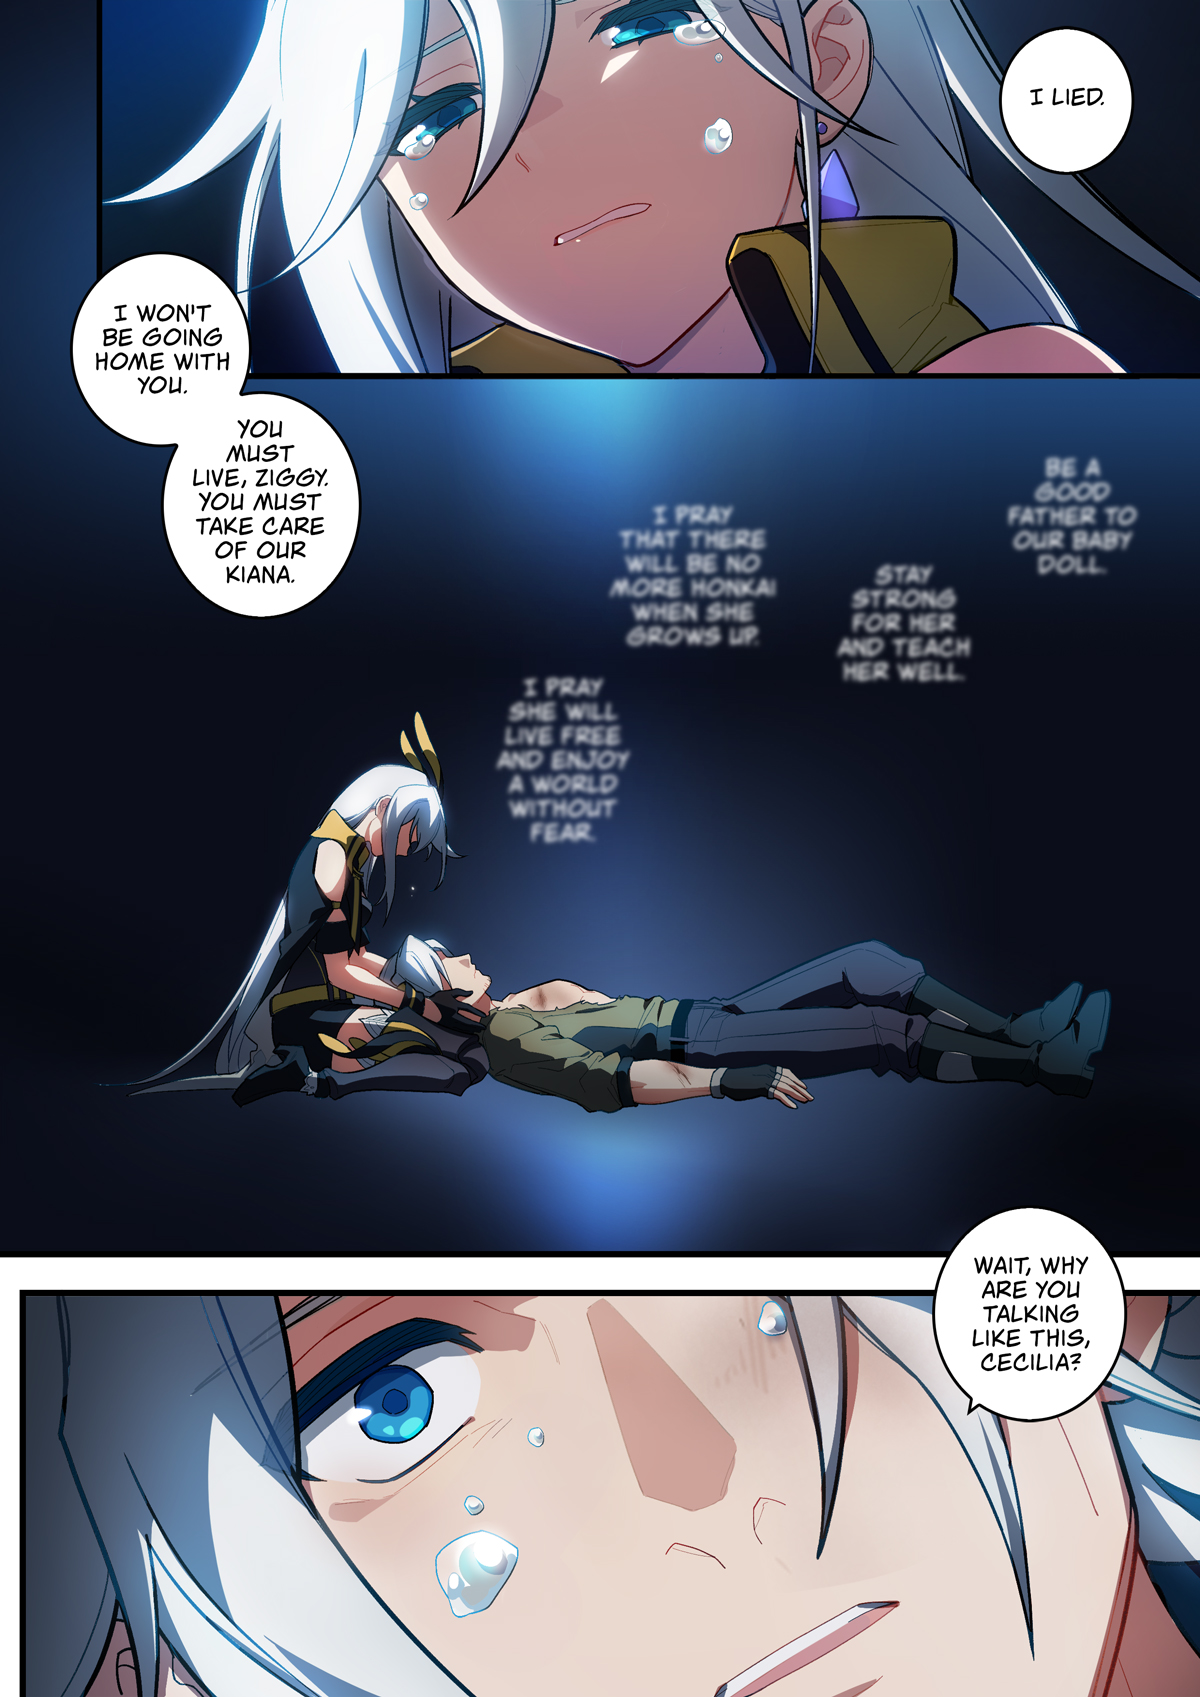 I LIED.
I WON'T
BE GOING
HOME WITH
YOU.
YOU
MUST
LIVE, ZIGGY.
YOU MUST
TAKE CARE
OF OUR
KIANA.
BE A
GOOD
FATHER TO
OUR BABY
DOLL.
STAY
STRONG
FOR HER
AND TEACH
HER WELL.
I PRAY
THAT THERE
WILL BE NO
MORE HONKAI
WHEN SHE
GROWS UP.
I PRAY
SHE WILL
LIVE FREE
AND ENJOY
A WORLD
WITHOUT
FEAR.
WAIT, WHY
ARE YOU
TALKING
LIKE THIS,
CECILIA?